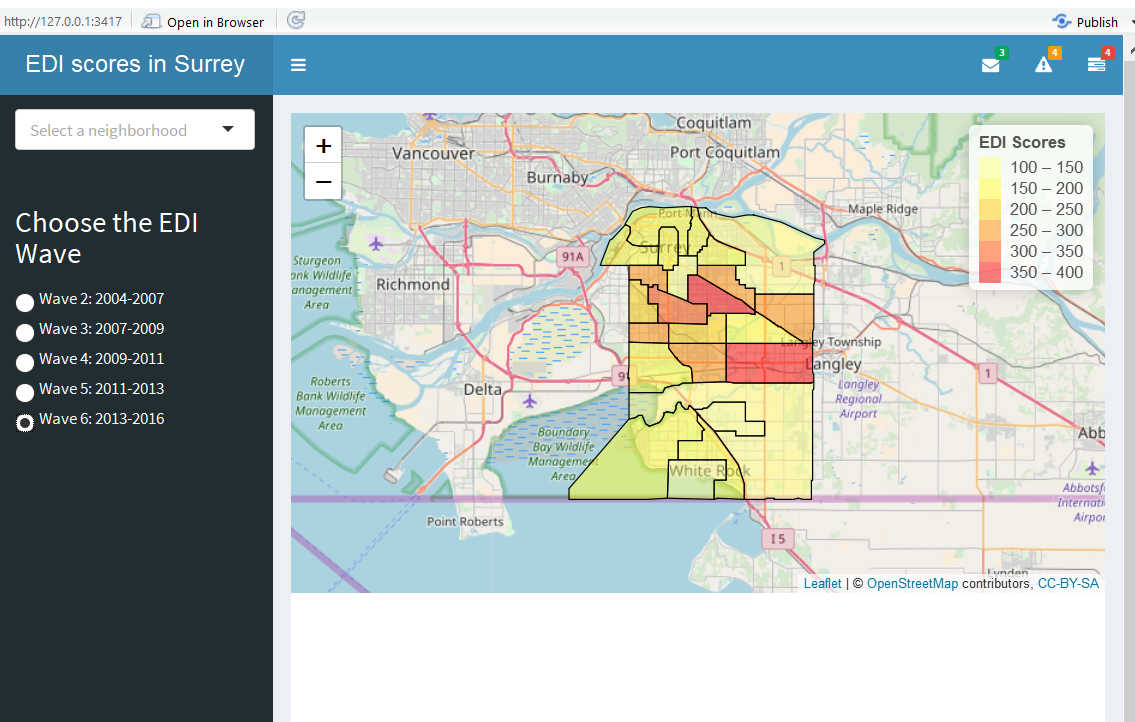 http://127.0.0.1:3417
Open in Browser
Publish
EDI scores in Surrey
3
4
4
Select a neighborhood
Choose the EDI
Wave
Wave 2: 2004-2007
Wave 3: 2007-2009
Wave 4: 2009-2011
Wave 5: 2011-2013
Wave 6: 2013-2016
+
−
EDI Scores
100 – 150
150 – 200
200 – 250
250 – 300
300 – 350
350 – 400
Coquitlam
Vancouver
Port Coquitlam
Burnaby
Maple Ridge
Port Mann
Surrey
91A
1
Sturgeon
ank Wildlife
anagement
Area
Richmond
Langley Township
Langley
9
1
Roberts
Bank Wildlife
Management
Area
Delta
Langley
Regional
Airport
Boundary
Bay Wildlife
Management
Area
Abb
White Rock
Abbotsf
Internati
Airpor
Point Roberts
I 5
Lynden
Leaflet | © OpenStreetMap contributors, CC-BY-SA